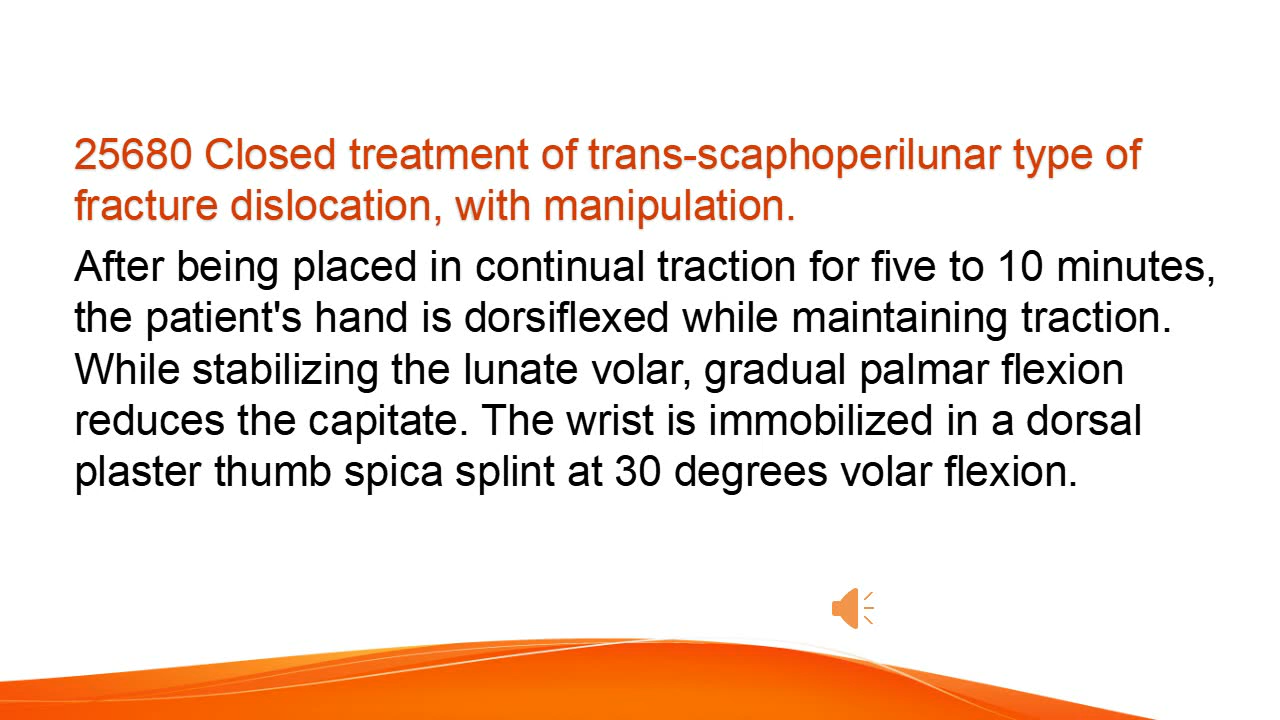 25680 Closed treatment of trans-scaphoperilunar type of
fracture dislocation, with manipulation.
After being placed in continual traction for five to 10 minutes,
the patient's hand is dorsiflexed while maintaining traction.
While stabilizing the lunate volar, gradual palmar flexion
reduces the capitate. The wrist is immobilized in a dorsal
plaster thumb spica splint at 30 degrees volar flexion.